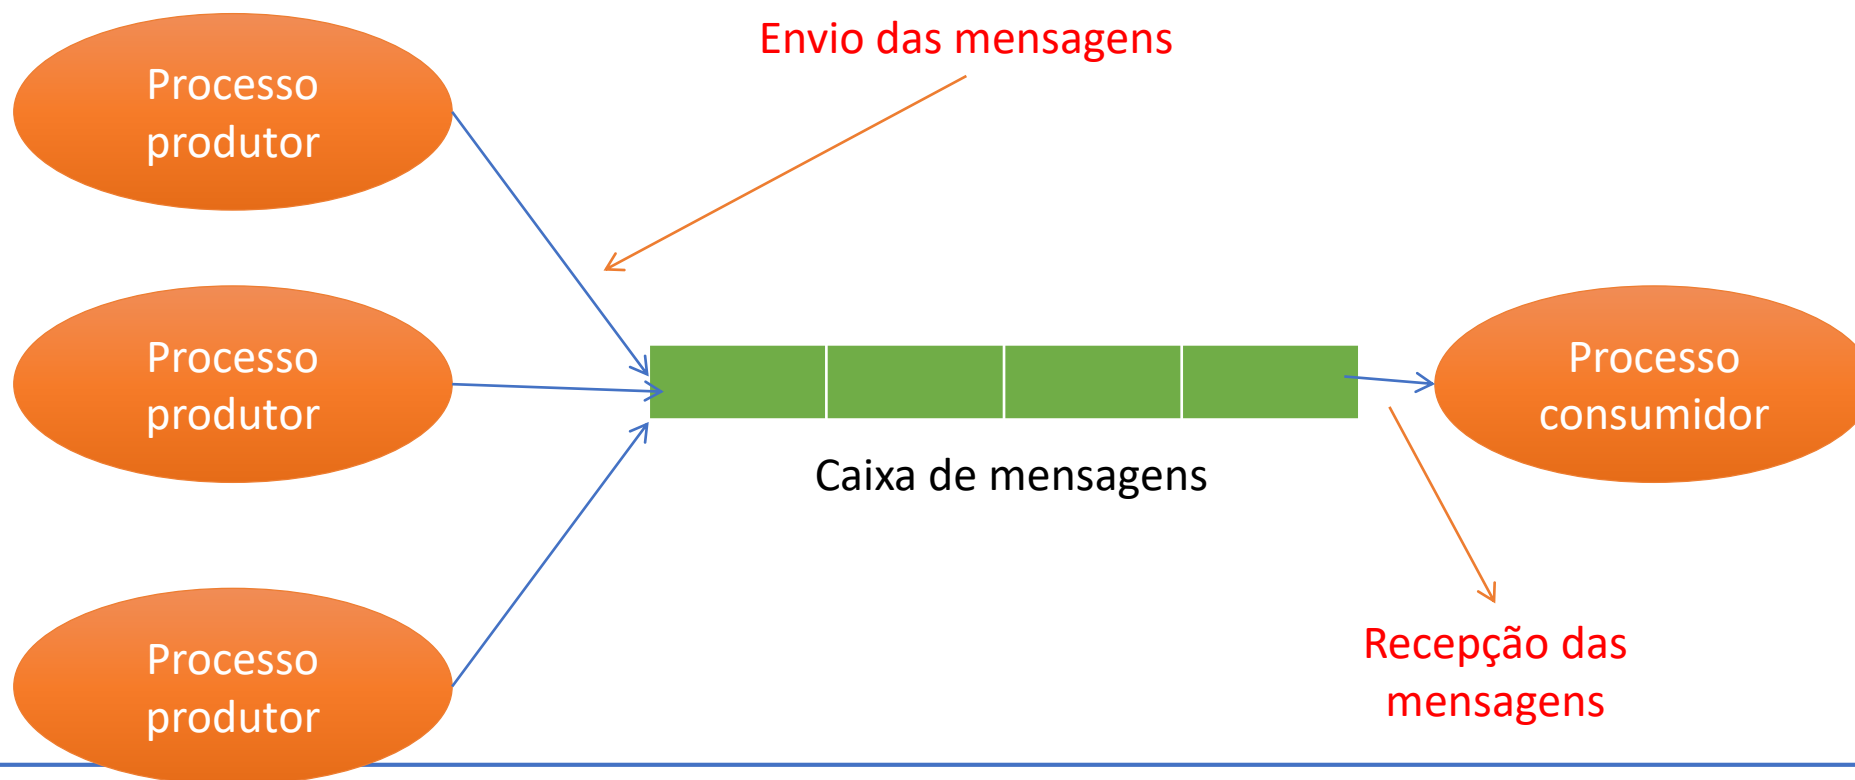 Envio das mensagens
Processo
produtor
Processo
produtor
Processo
consumidor
Caixa de mensagens
Processo
produtor
Recepção das
mensagens